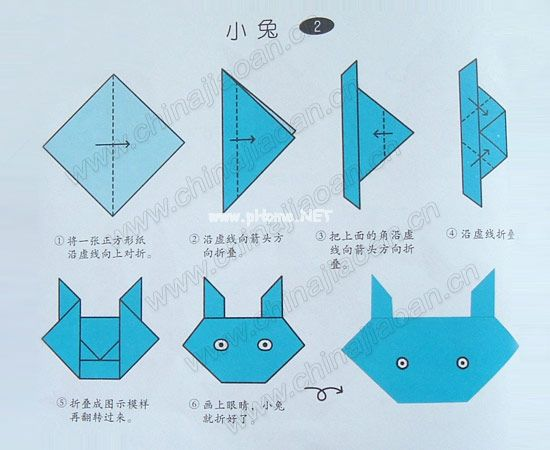 小兔 2
①将一张正方形纸
沿虚线向上对折。
②沿虚线向箭头方
向折叠。
③把上面的角沿虚
线向箭头方向折
叠。
④沿虚线折叠
⑤折叠成图示模样
再翻转过来。
⑥画上眼睛，小兔
就折好了。
www.pHome.NET
www.chinajiaoan.cn
www.chinajiaoan.cn
www.chinajiaoan.cn